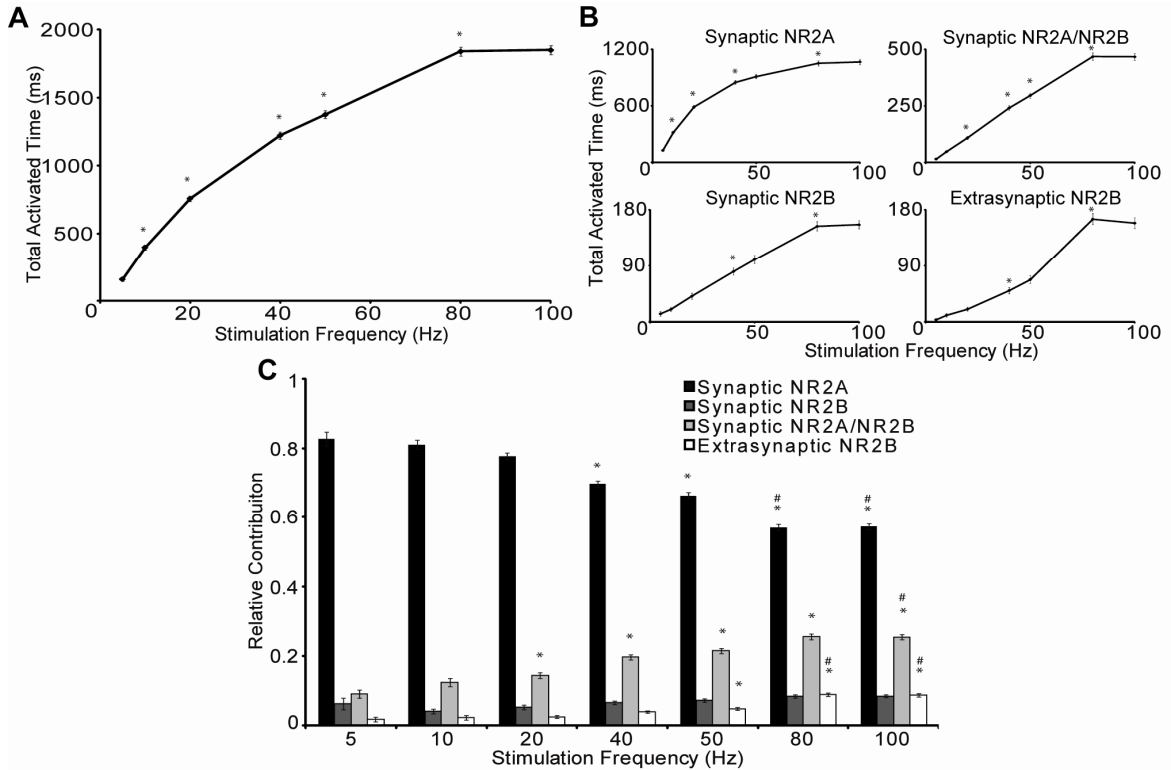 A
Total Activated Time (ms)
2000
1500
1000
500
0
20
40
60
80
100
* * * * *
Stimulation Frequency (Hz)
B
Total Activated Time (ms)
Synaptic NR2A
1200
600
0
50
100
* * * *
Synaptic NR2A/NR2B
500
250
0
50
100
* * * *
Synaptic NR2B
180
90
0
50
100
* *
Extrasynaptic NR2B
180
90
0
50
100
* *
Stimulation Frequency (Hz)
C
Synaptic NR2A
Synaptic NR2B
Synaptic NR2A/NR2B
Extrasynaptic NR2B
Relative Contribuiton
1
0.8
0.6
0.4
0.2
0
* * # * # *
* * * * # *
* # * # *
5 10 20 40 50 80 100
Stimulation Frequency (Hz)